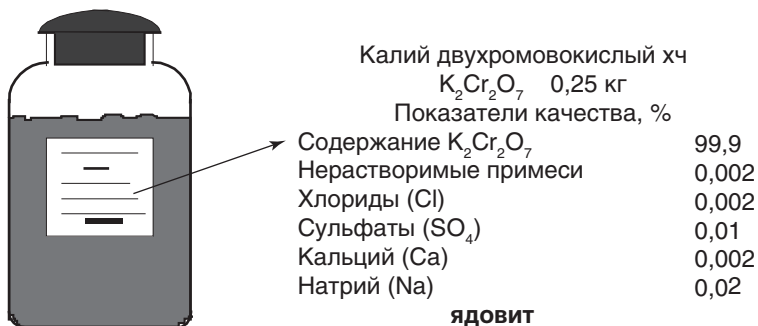 Калий двухромовокислый хч
K₂Cr₂O₇ 0,25 кг
Показатели качества, %
Содержание K₂Cr₂O₇ 99,9
Нерастворимые примеси 0,002
Хлориды (Cl) 0,002
Сульфаты (SO₄) 0,01
Кальций (Ca) 0,002
Натрий (Na) 0,02
ядовит